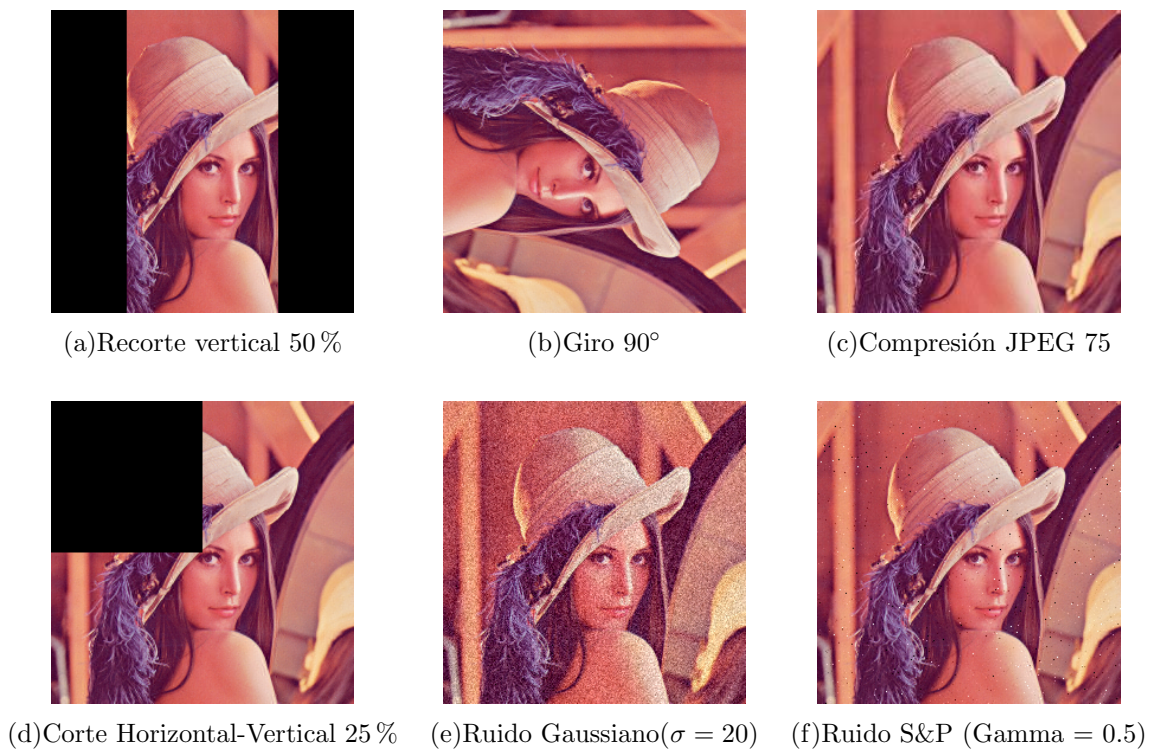 (a)Recorte vertical 50 %
(b)Giro 90°
(c)Compresión JPEG 75
(d)Corte Horizontal-Vertical 25 %
(e)Ruido Gaussiano(σ = 20)
(f)Ruido S&P (Gamma = 0.5)